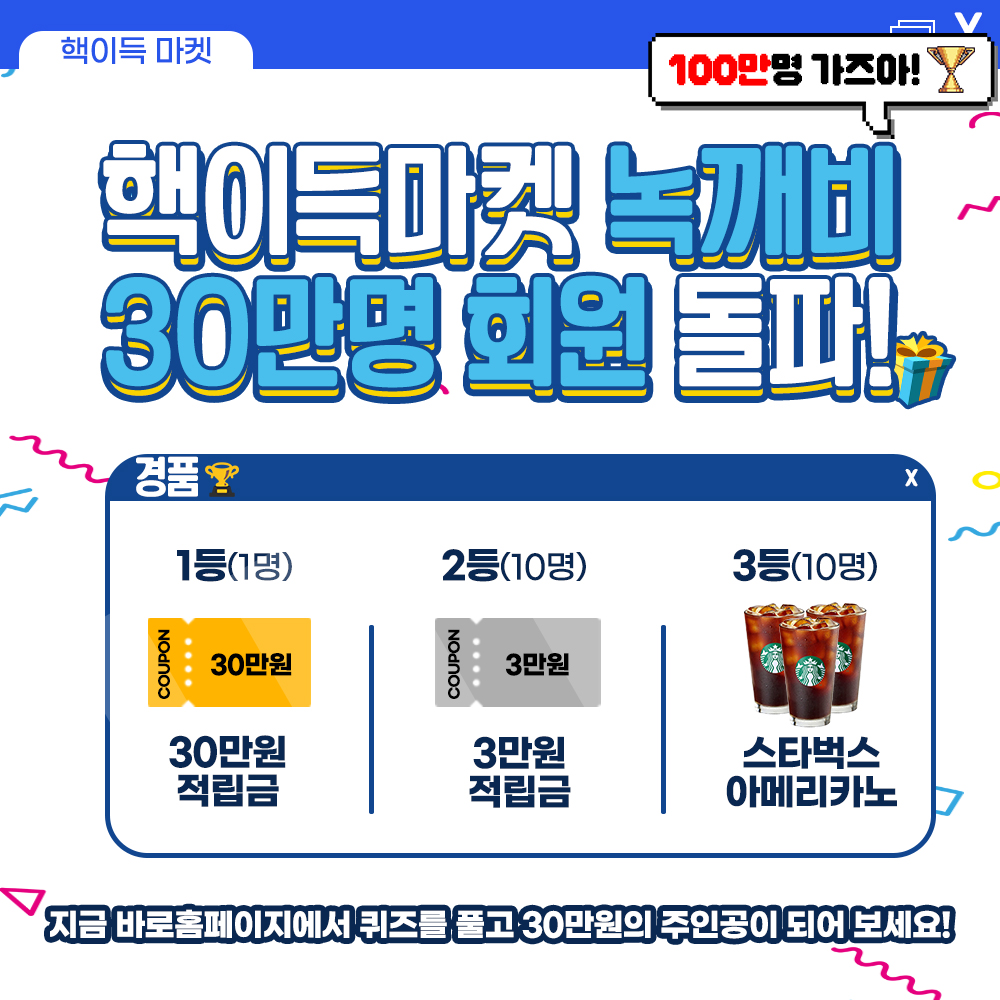 핵이득 마켓
X
100만명 가즈아!
핵이득마켓 녹깨비
30만명 회원 돌파!
경품
X
1등(1명)
2등(10명)
3등(10명)
COUPON
30만원
COUPON
3만원
30만원
적립금
3만원
적립금
스타벅스
아메리카노
지금 바로홈페이지에서 퀴즈를 풀고 30만원의 주인공이 되어 보세요!